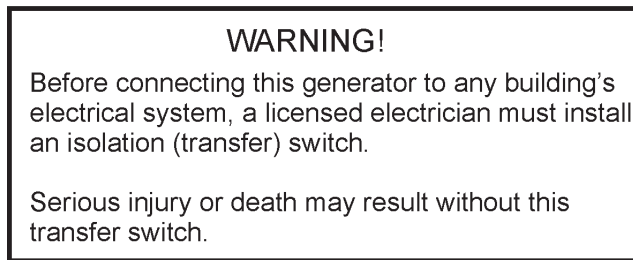 WARNING!
Before connecting this generator to any building's
electrical system, a licensed electrician must install
an isolation (transfer) switch.
Serious injury or death may result without this
transfer switch.